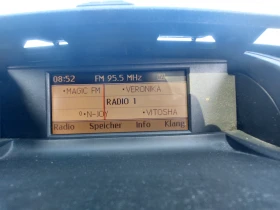 08:52 FM 95.5 MHz
•MAGIC FM •VERONIKA
RADIO 1
•N-JOY •VITOSHA
Radio Speicher Info Klang